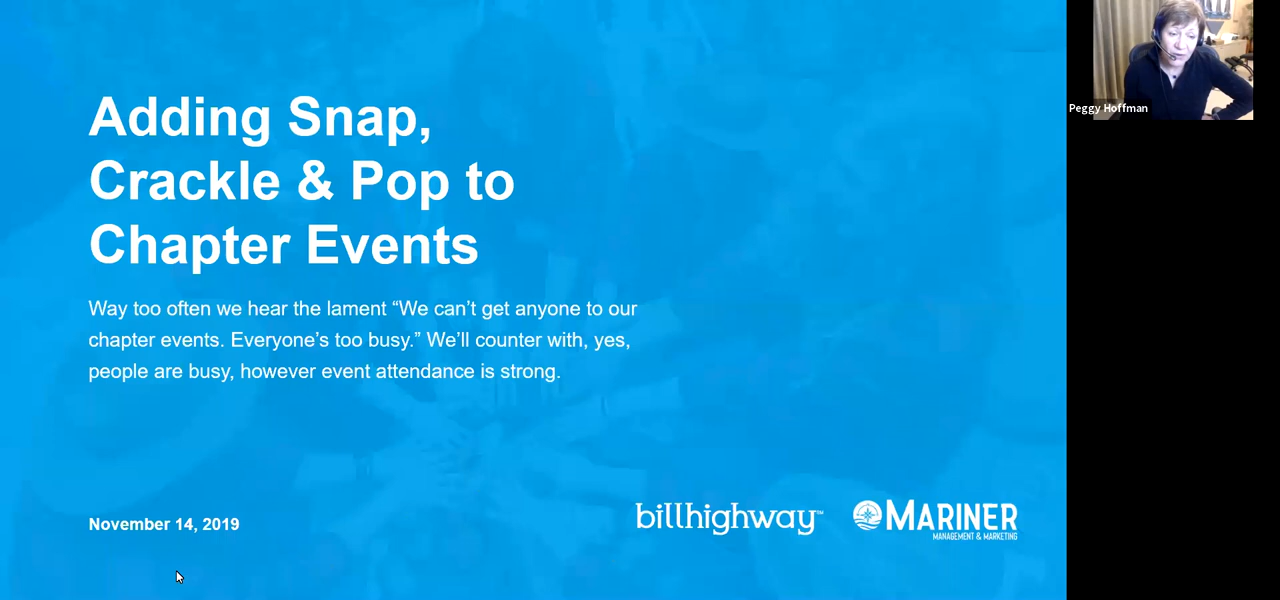 Adding Snap,
Crackle & Pop to
Chapter Events
Way too often we hear the lament “We can’t get anyone to our
chapter events. Everyone’s too busy.” We’ll counter with, yes,
people are busy, however event attendance is strong.
November 14, 2019
billhighway™
MARINER
MANAGEMENT & MARKETING
Peggy Hoffman